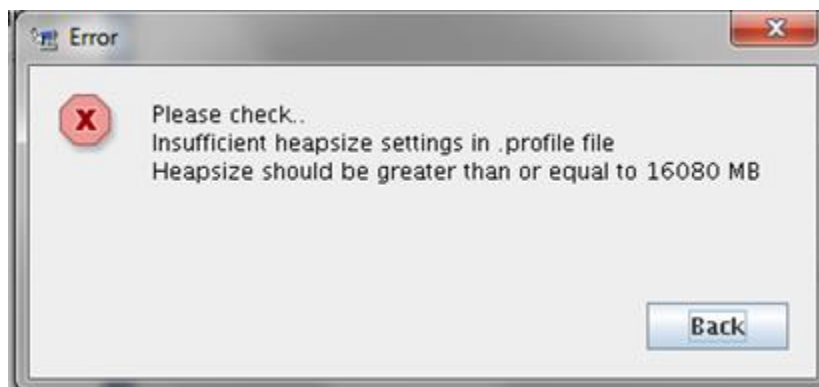 Error
Please check..
Insufficient heapsize settings in .profile file
Heapsize should be greater than or equal to 16080 MB
Back